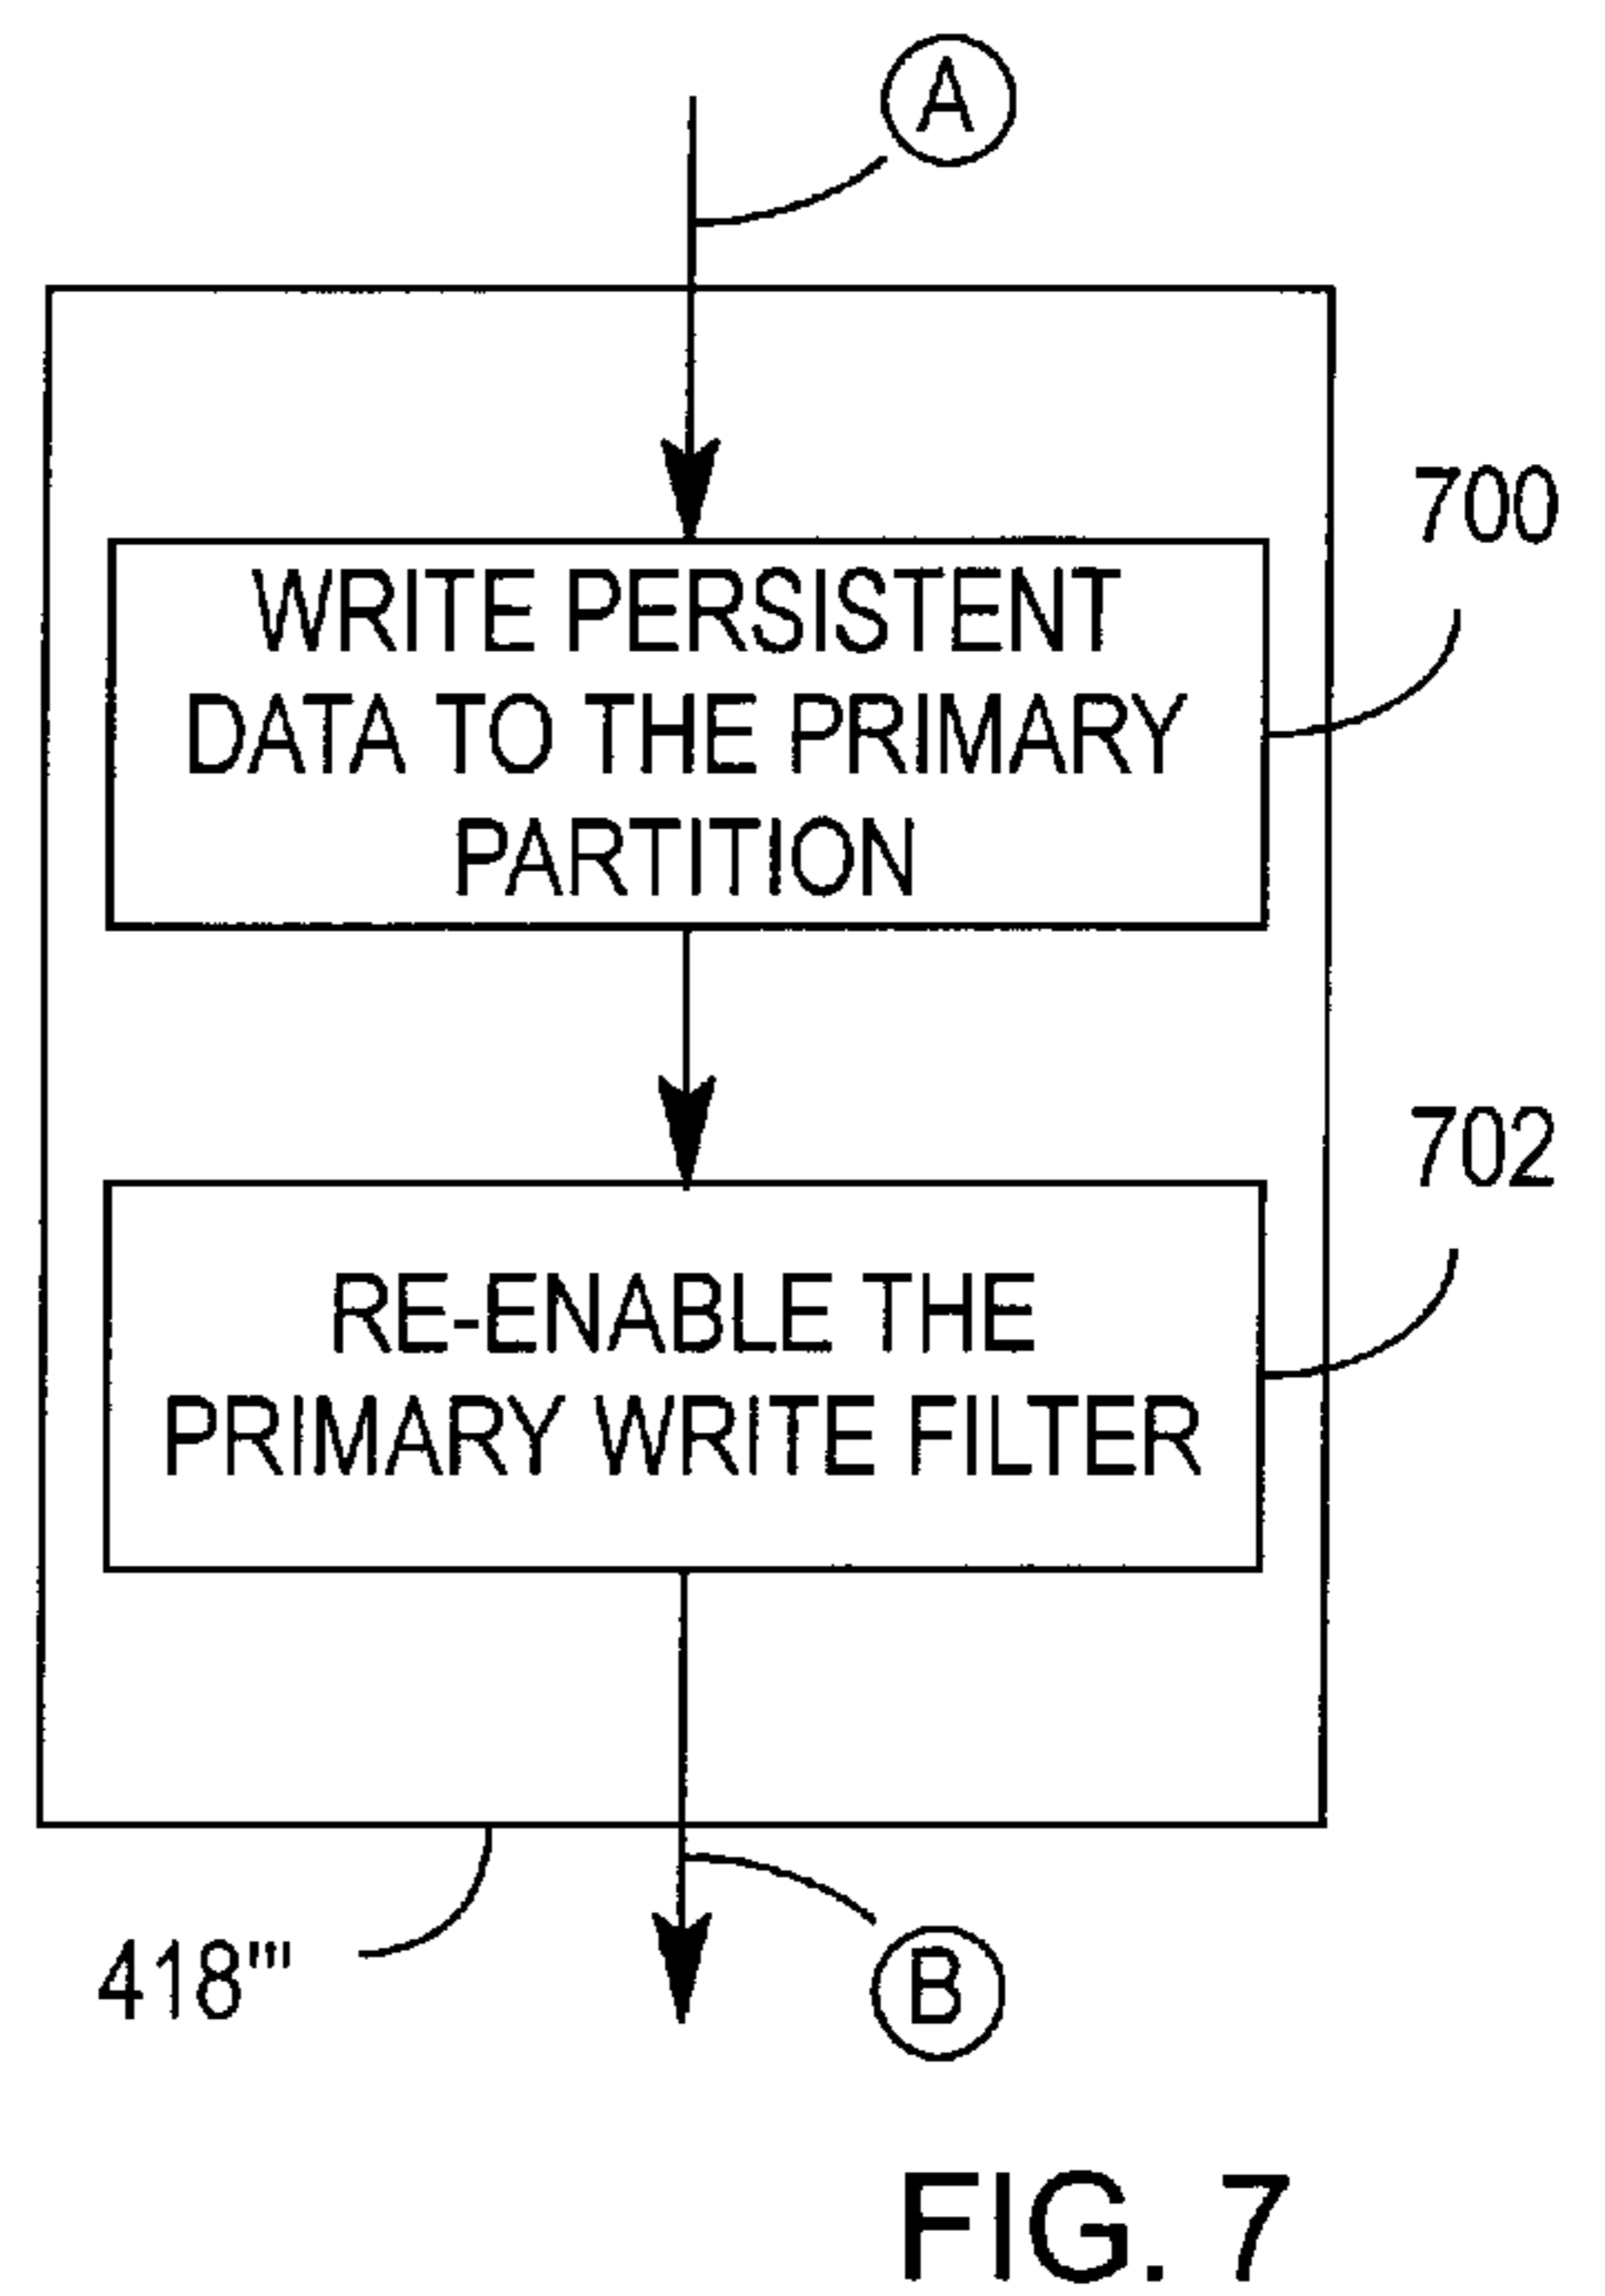 A
700
WRITE PERSISTENT
DATA TO THE PRIMARY
PARTITION
702
RE-ENABLE THE
PRIMARY WRITE FILTER
418'''
B
FIG. 7